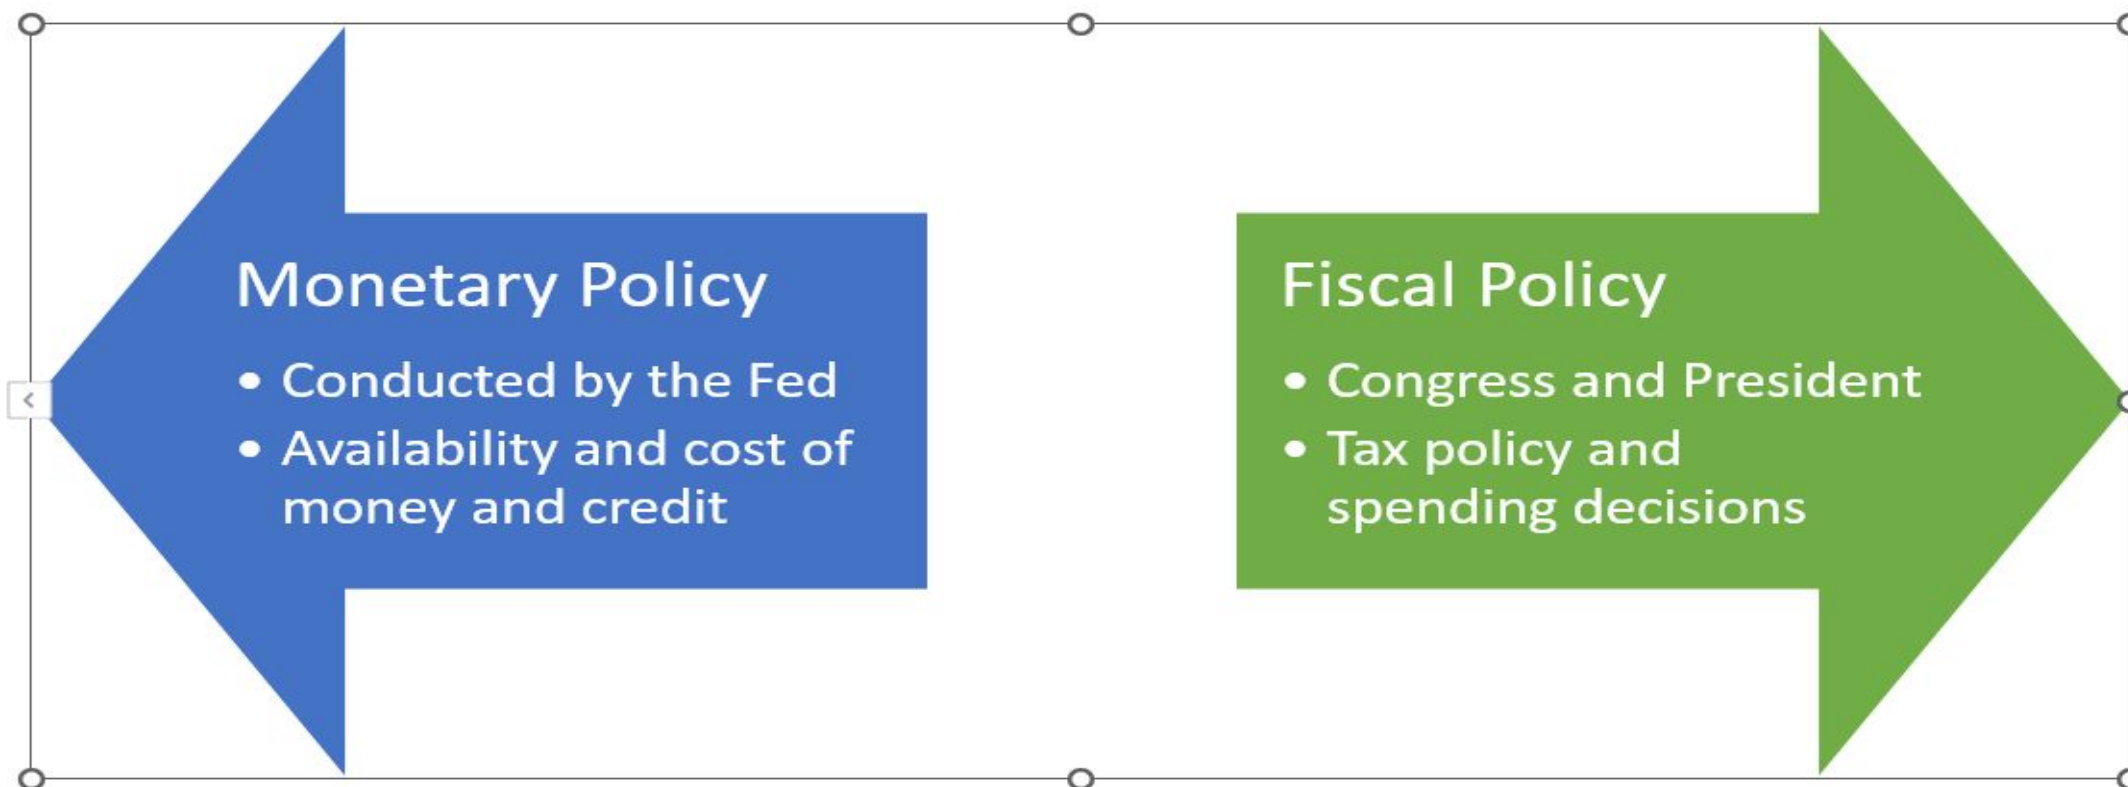 Monetary Policy
• Conducted by the Fed
• Availability and cost of
money and credit
Fiscal Policy
• Congress and President
• Tax policy and
spending decisions